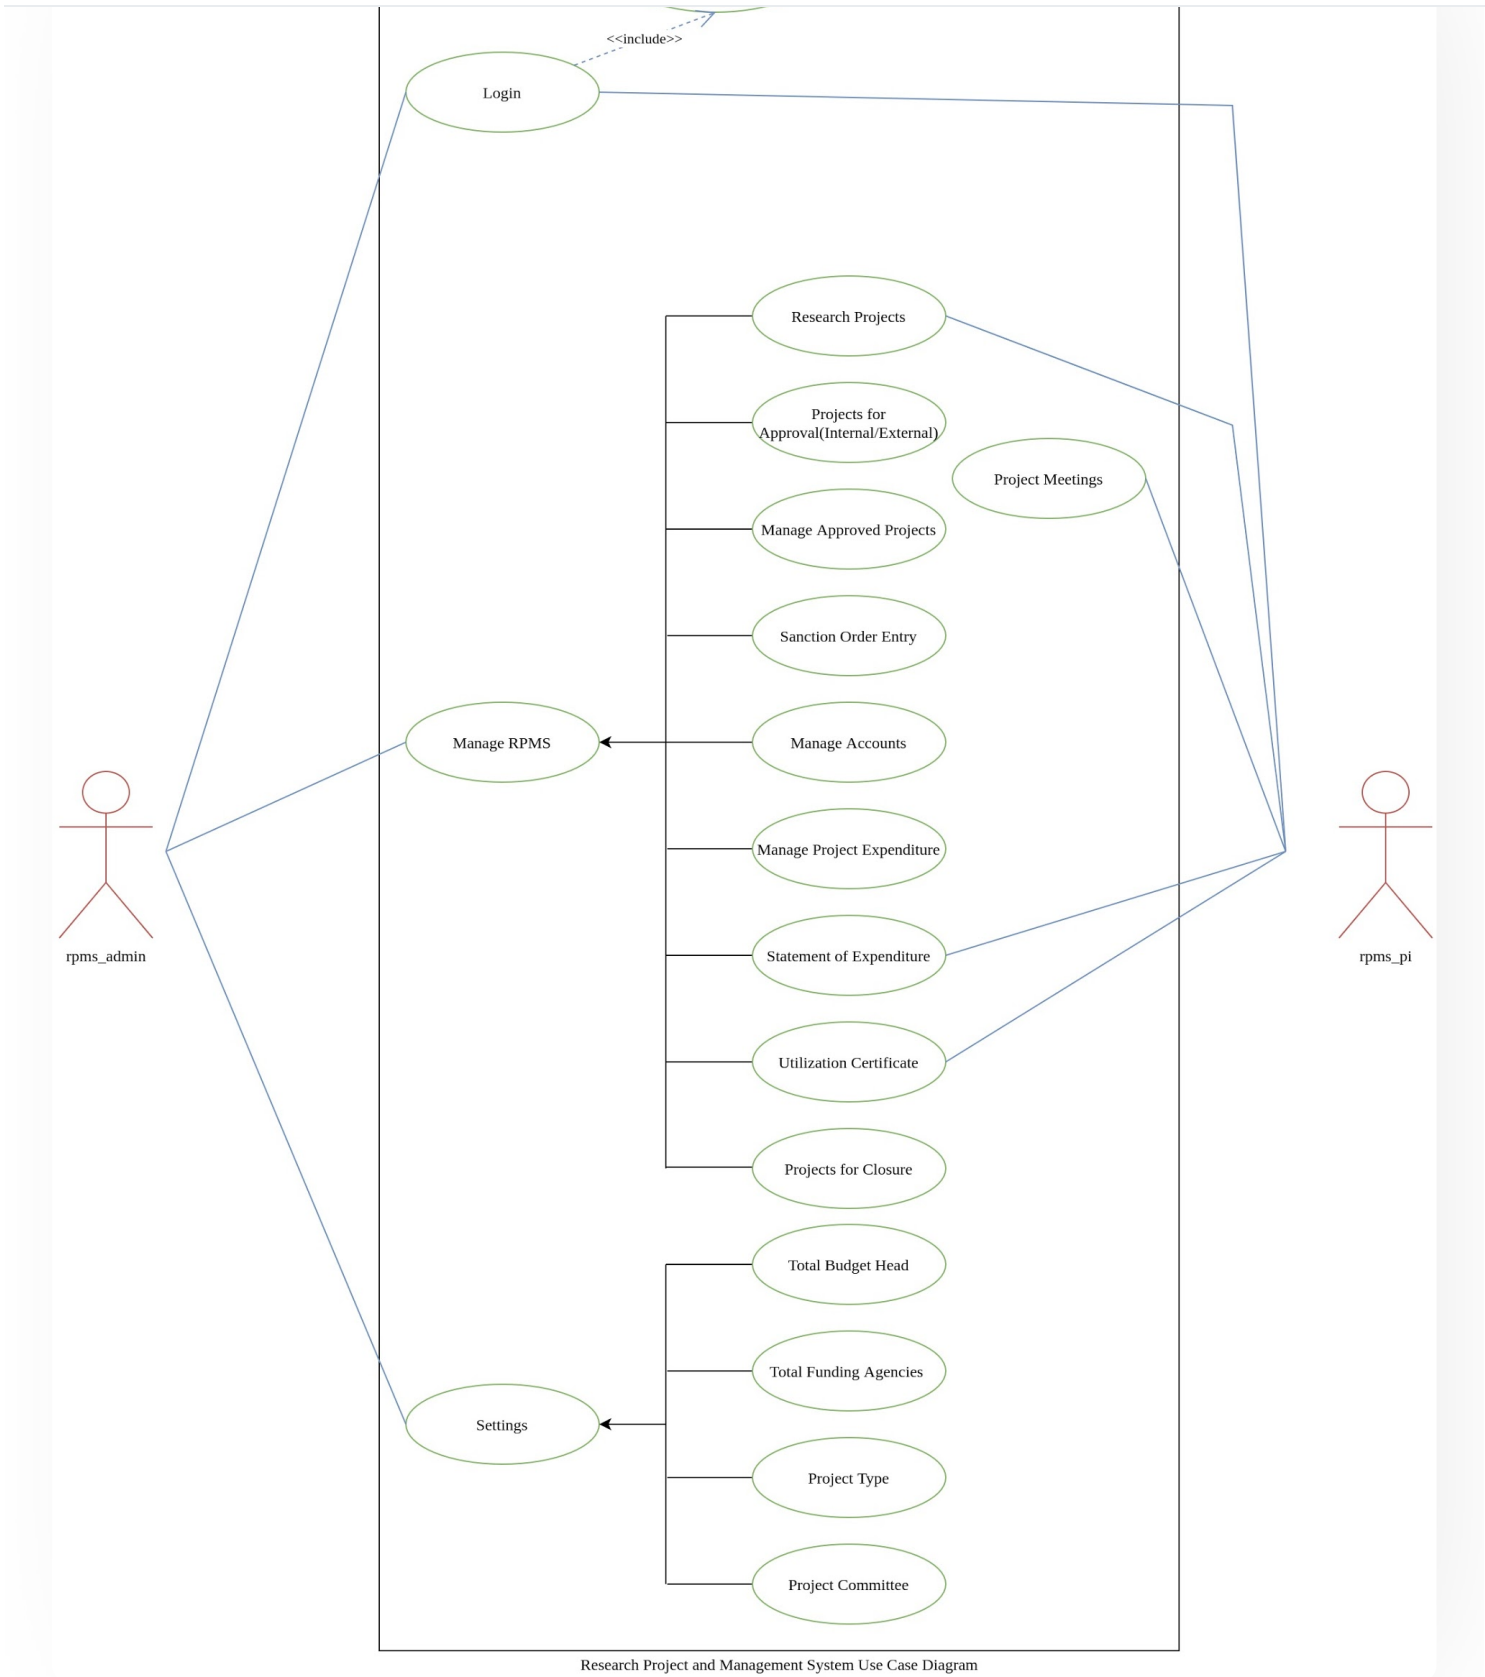 <<include>>
Login
Research Projects
Projects for
Approval(Internal/External)
Project Meetings
Manage Approved Projects
Sanction Order Entry
Manage RPMS
Manage Accounts
Manage Project Expenditure
rpms_admin
Statement of Expenditure
rpms_pi
Utilization Certificate
Projects for Closure
Total Budget Head
Total Funding Agencies
Settings
Project Type
Project Committee
Research Project and Management System Use Case Diagram